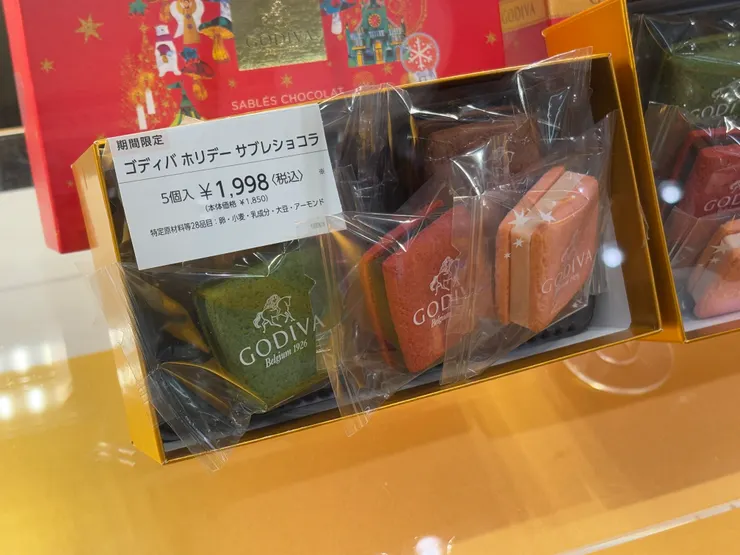 GODIVA
GODIVA
SABLÉS CHOCOLAT
期間限定
ゴディバ ホリデー サブレショコラ
5個入 ¥1,998〈税込〉※
(本体価格 ¥1,850)
特定原材料等28品目:卵・小麦・乳成分・大豆・アーモンド
GODIVA
Belgium 1926
GODIVA
Belgium
GODIVA
GODIVA
GODIVA